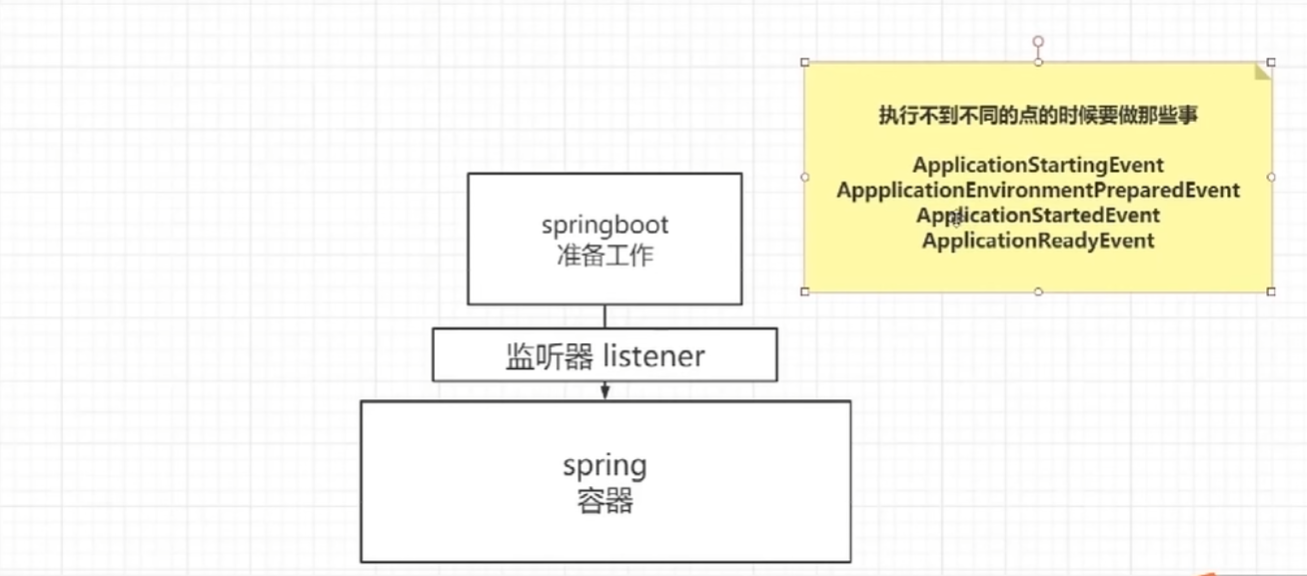 执行不到不同的点的时候要做那些事
ApplicationStartingEvent
AppplicationEnvironmentPreparedEvent
ApplicationStartedEvent
ApplicationReadyEvent
springboot
准备工作
监听器 listener
spring
容器